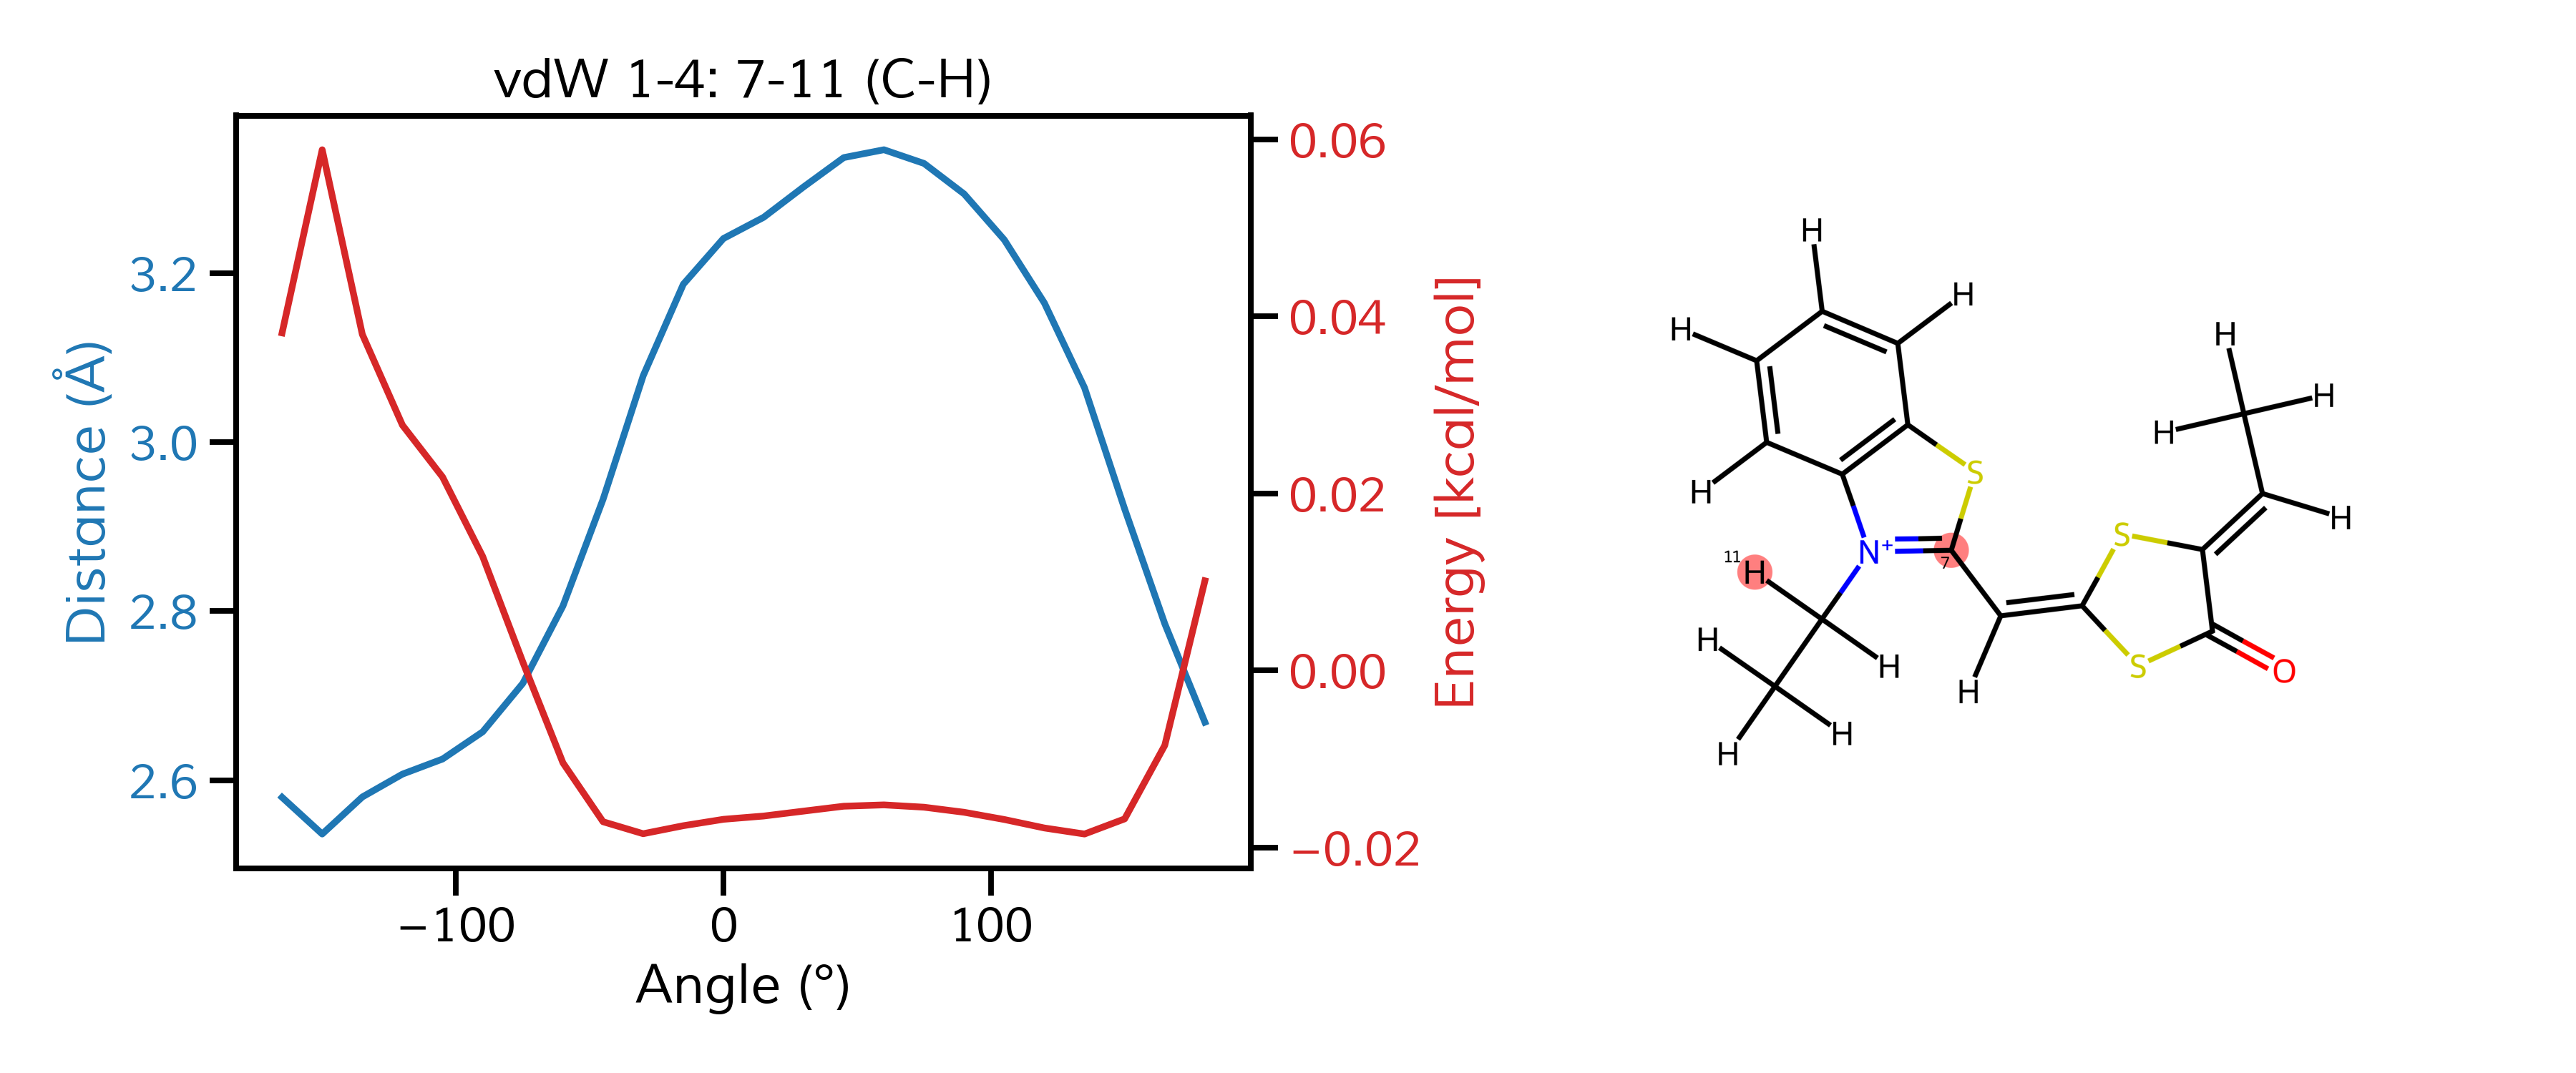 vdW 1-4: 7-11 (C-H)
Distance (Å)
3.2
3.0
2.8
2.6
−100
0
100
Angle (°)
0.06
0.04
0.02
0.00
−0.02
Energy [kcal/mol]
H
H
H
H
H
H
H
S
H
H
S
N+
7
11
H
H
H
S
O
H
H
H